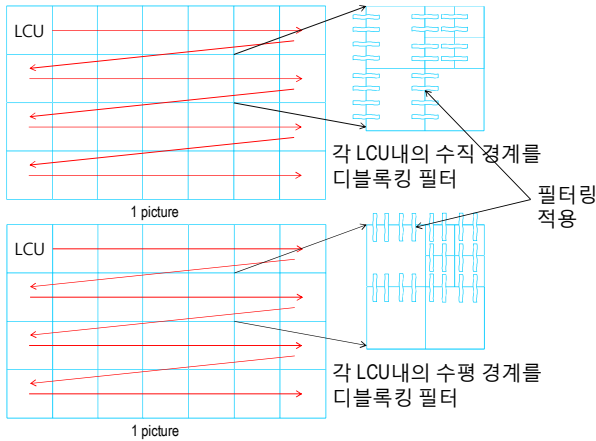 LCU
각 LCU내의 수직 경계를
디블록킹 필터
필터링
적용
1 picture
LCU
각 LCU내의 수평 경계를
디블록킹 필터
1 picture